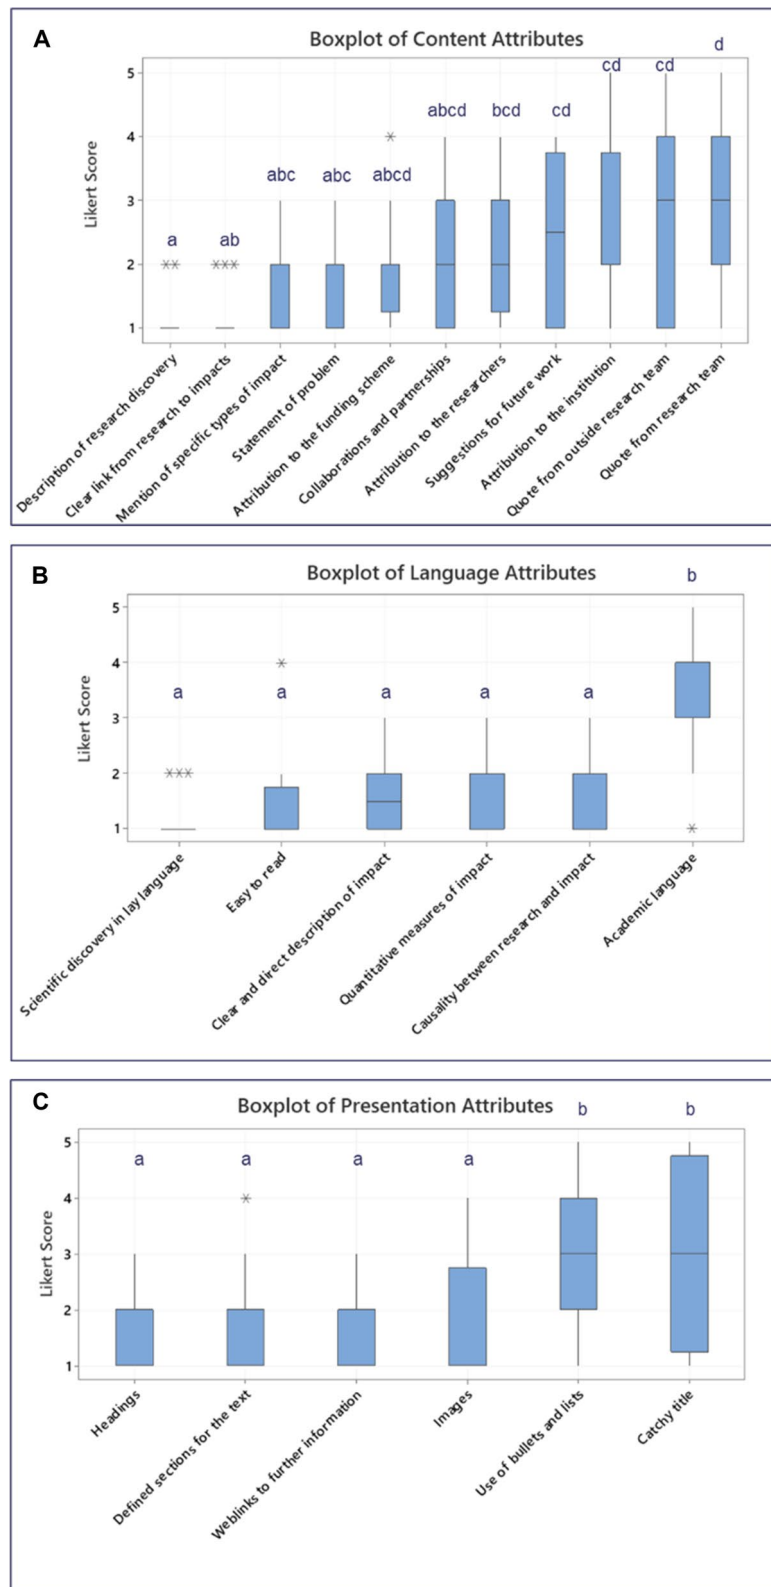 A
Boxplot of Content Attributes
d
5
cd
cd
4
abcd
bcd
cd
Likert Score
abc
abc
abcd
3
a
ab
2
1
Description of research discovery
Clear link from research to impacts
Mention of specific types of impact
Statement of problem
Attribution to the funding scheme
Collaborations and partnerships
Attribution to the researchers
Suggestions for future work
Attribution to the institution
Quote from outside research team
Quote from research team
B
Boxplot of Language Attributes
b
5
4
a
a
a
a
a
Likert Score
3
2
1
Scientific discovery in lay language
Easy to read
Clear and direct description of impact
Quantitative measures of impact
Causality between research and impact
Academic language
C
Boxplot of Presentation Attributes
b
b
5
a
a
a
a
4
Likert Score
3
2
1
Headings
Defined sections for the text
Weblinks to further information
Images
Use of bullets and lists
Catchy title